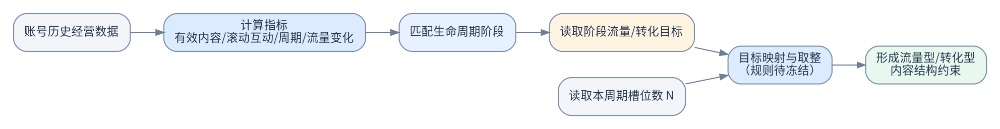 账号历史经营数据
计算指标
有效内容/滚动互动/周期/流量变化
匹配生命周期阶段
读取阶段流量/转化目标
读取本周期槽位数 N
目标映射与取整
（规则待冻结）
形成流量型/转化型
内容结构约束